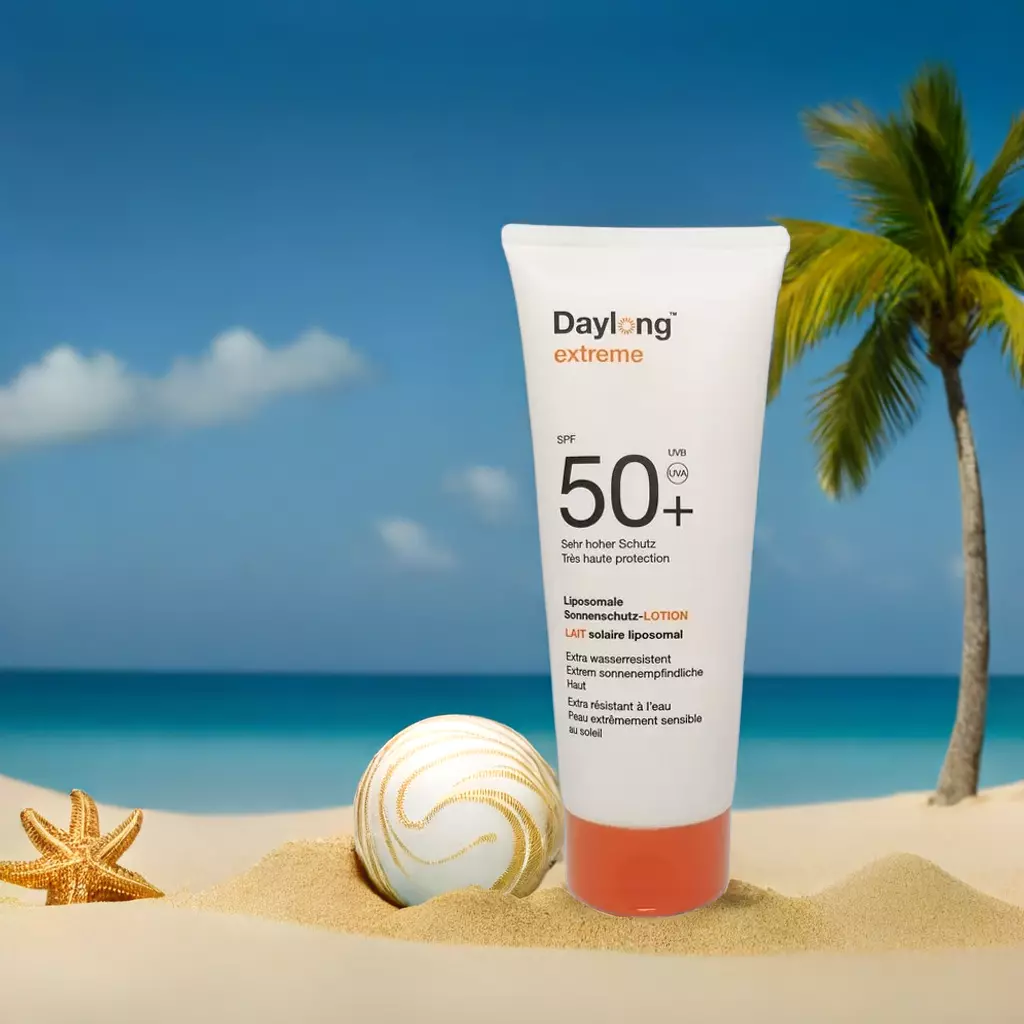 Daylong™
extreme
SPF
50+
UVB
UVA
Sehr hoher Schutz
Très haute protection
Liposomale
Sonnenschutz-LOTION
LAIT solaire liposomal
Extra wasserresistent
Extrem sonnenempfindliche
Haut
Extra résistant à l'eau
Peau extrêmement sensible
au soleil